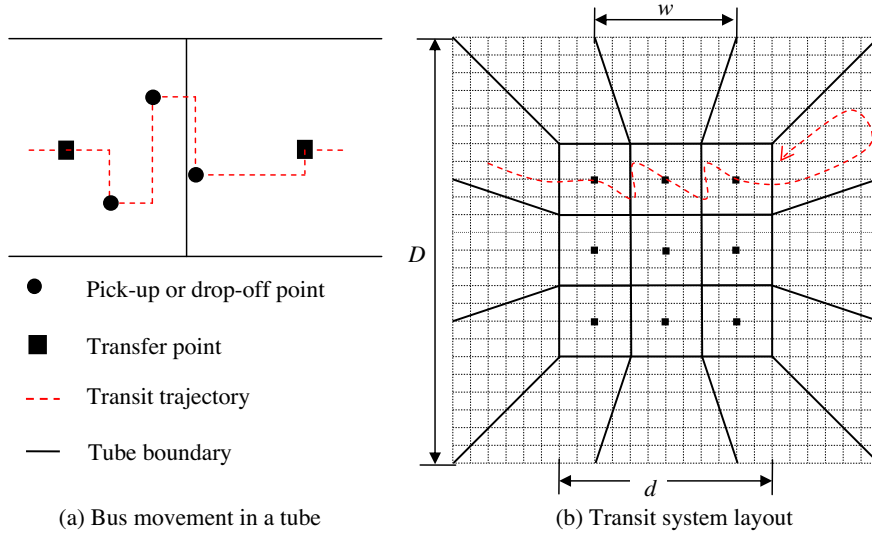 w
D
Pick-up or drop-off point
Transfer point
Transit trajectory
Tube boundary
d
(a) Bus movement in a tube
(b) Transit system layout